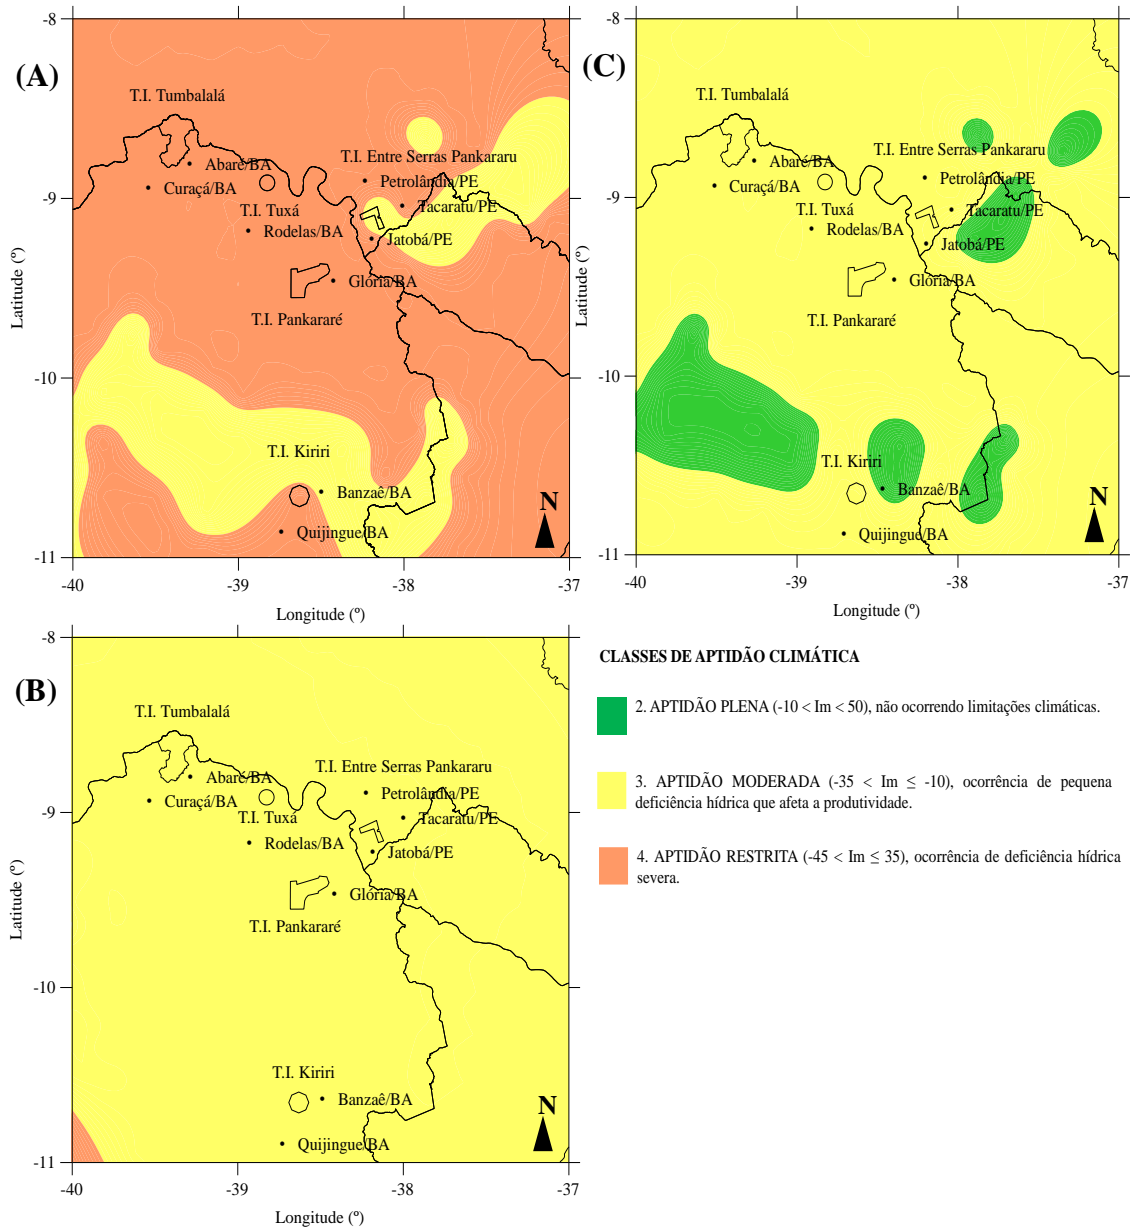 (A)
-8
-9
-10
-11
-40
-39
-38
-37
Latitude (º)
Longitude (º)
T.I. Tumbalalá
Abaré/BA
Curaçá/BA
T.I. Entre Serras Pankararu
Petrolândia/PE
T.I. Tuxá
Tacaratu/PE
Rodelas/BA
Jatobá/PE
Glória/BA
T.I. Pankararé
T.I. Kiriri
Banzaê/BA
Quijingue/BA
N
(C)
-8
-9
-10
-11
-40
-39
-38
-37
Latitude (º)
Longitude (º)
T.I. Tumbalalá
Abaré/BA
Curaçá/BA
T.I. Entre Serras Pankararu
Petrolândia/PE
T.I. Tuxá
Tacaratu/PE
Rodelas/BA
Jatobá/PE
Glória/BA
T.I. Pankararé
T.I. Kiriri
Banzaê/BA
Quijingue/BA
N
(B)
-8
-9
-10
-11
-40
-39
-38
-37
Latitude (º)
Longitude (º)
T.I. Tumbalalá
Abaré/BA
Curaçá/BA
T.I. Entre Serras Pankararu
Petrolândia/PE
T.I. Tuxá
Tacaratu/PE
Rodelas/BA
Jatobá/PE
Glória/BA
T.I. Pankararé
T.I. Kiriri
Banzaê/BA
Quijingue/BA
N
CLASSES DE APTIDÃO CLIMÁTICA
2. APTIDÃO PLENA (-10 < Im < 50), não ocorrendo limitações climáticas.
3. APTIDÃO MODERADA (-35 < Im ≤ -10), ocorrência de pequena
deficiência hídrica que afeta a produtividade.
4. APTIDÃO RESTRITA (-45 < Im ≤ 35), ocorrência de deficiência hídrica
severa.